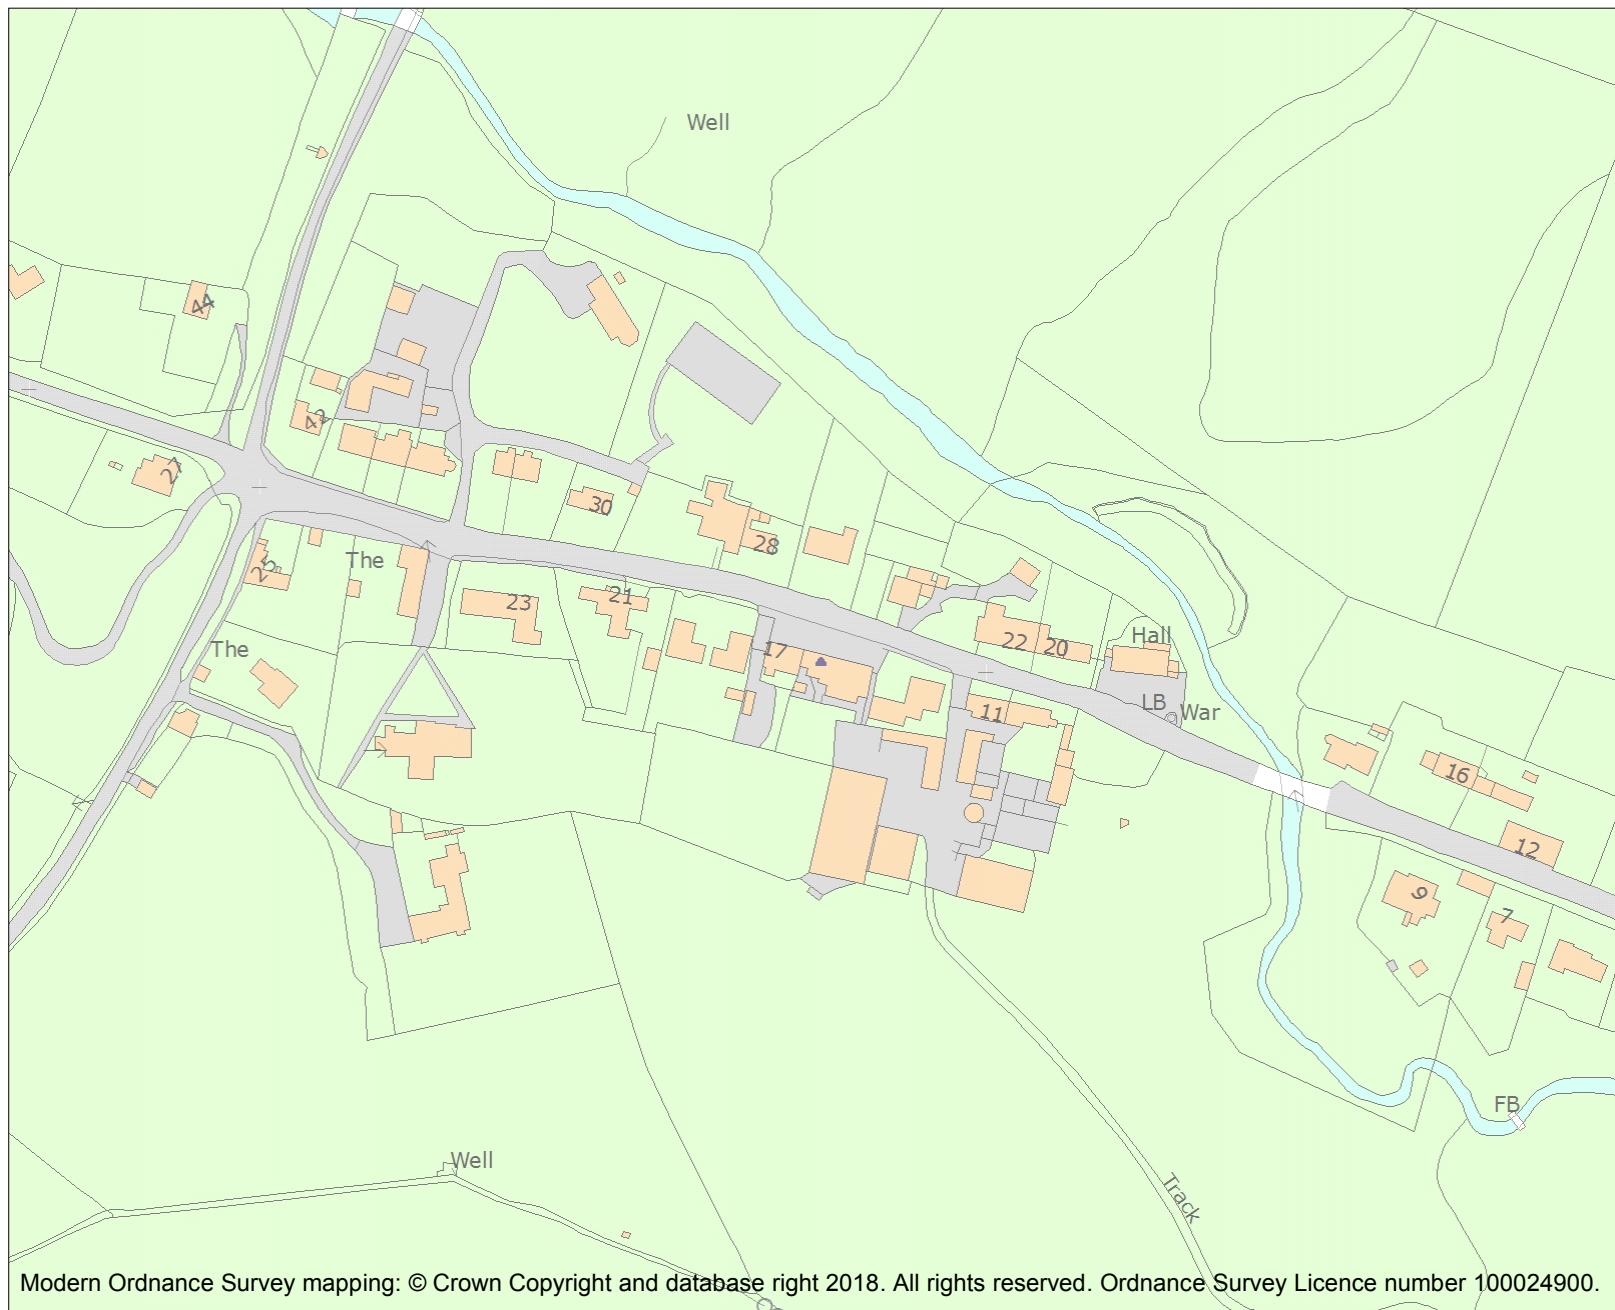 Well
44
42
27
30
28
The
25
23
21
The
17
22
20
Hall
LB
War
11
16
12
9
7
FB
Well
Track
Modern Ordnance Survey mapping: © Crown Copyright and database right 2018. All rights reserved. Ordnance Survey Licence number 100024900.